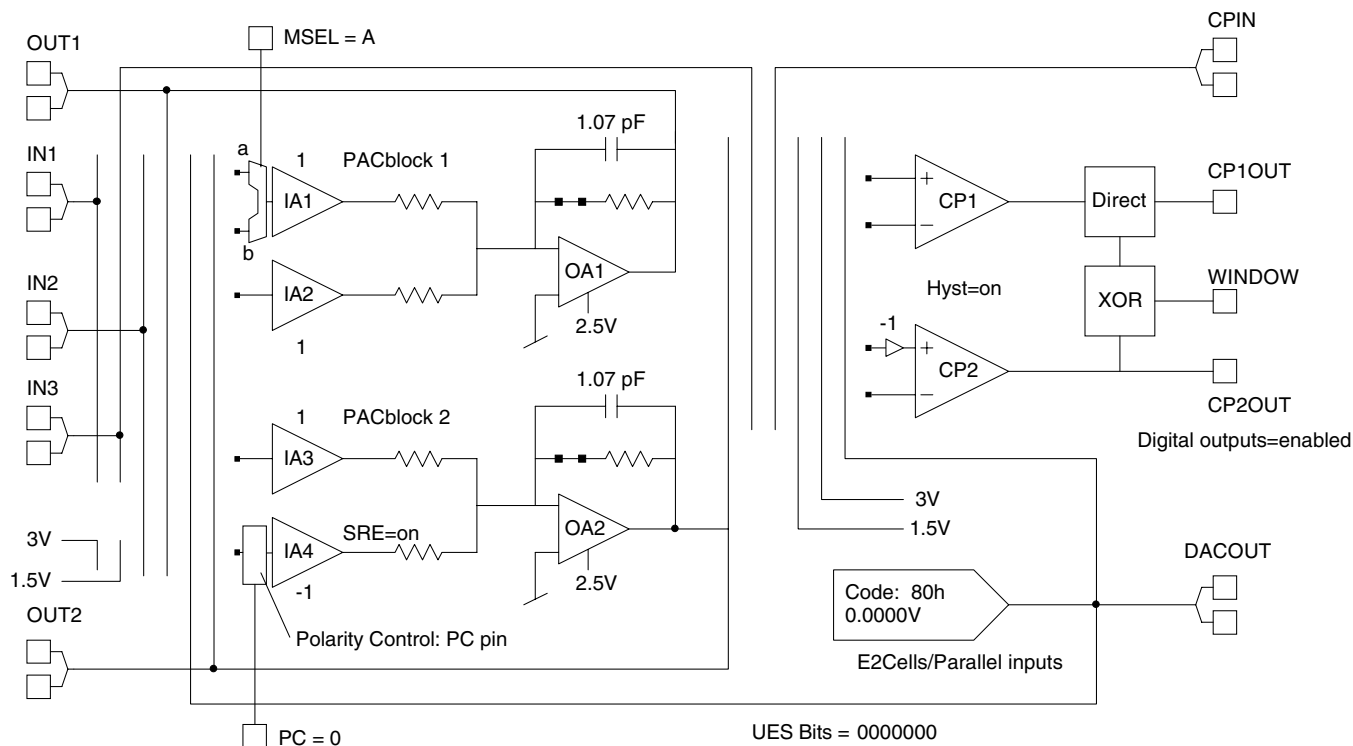 MSEL = A
CPIN
OUT1
1.07 pF
IN1
a
1
PACblock 1
CP1OUT
+
CP1
−
Direct
IA1
b
OA1
IN2
IA2
Hyst=on
WINDOW
XOR
2.5V
1
-1
+
CP2
−
IN3
1.07 pF
CP2OUT
1
PACblock 2
Digital outputs=enabled
IA3
3V
SRE=on
OA2
1.5V
3V
IA4
DACOUT
1.5V
2.5V
-1
Code: 80h
0.0000V
OUT2
Polarity Control: PC pin
E2Cells/Parallel inputs
PC = 0
UES Bits = 0000000